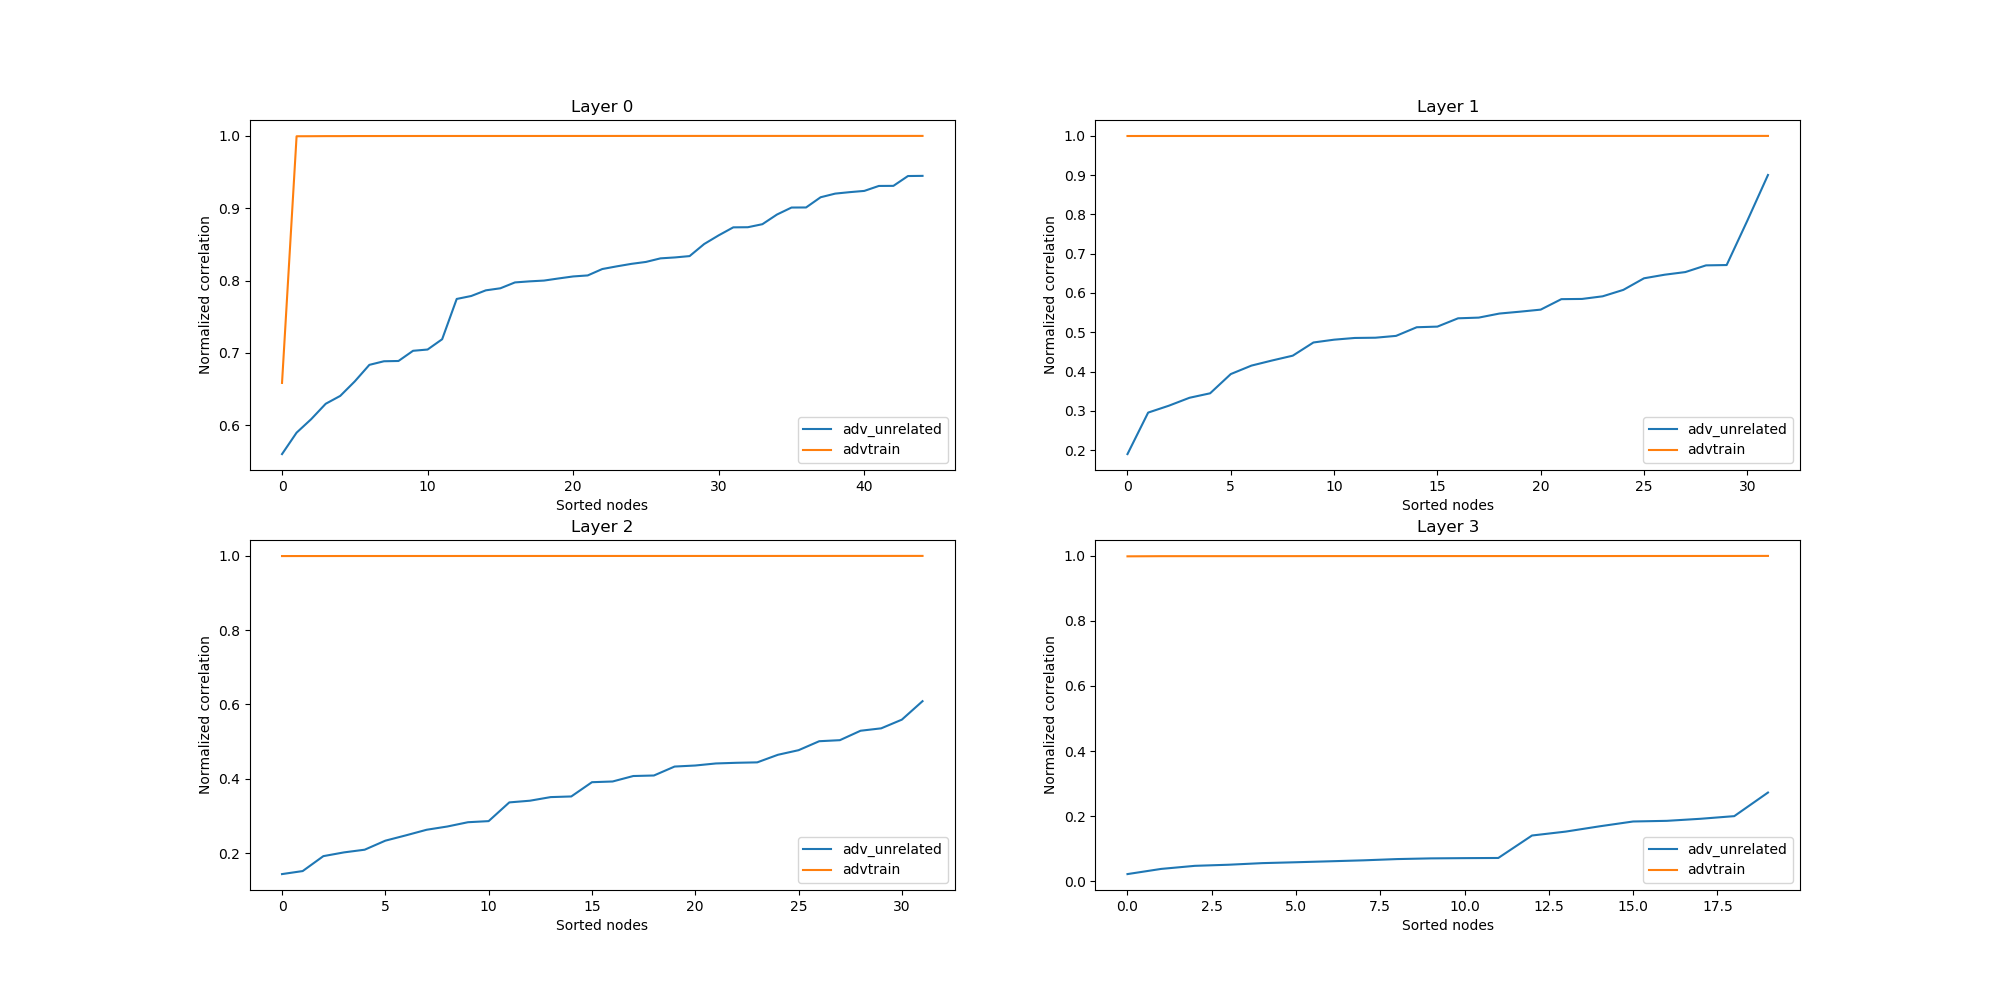 Layer 0
Normalized correlation
1.0
0.9
0.8
0.7
0.6
0 10 20 30 40
Sorted nodes
adv_unrelated
advtrain
Layer 1
Normalized correlation
1.0
0.9
0.8
0.7
0.6
0.5
0.4
0.3
0.2
0 5 10 15 20 25 30
Sorted nodes
adv_unrelated
advtrain
Layer 2
Normalized correlation
1.0
0.8
0.6
0.4
0.2
0 5 10 15 20 25 30
Sorted nodes
adv_unrelated
advtrain
Layer 3
Normalized correlation
1.0
0.8
0.6
0.4
0.2
0.0
0.0 2.5 5.0 7.5 10.0 12.5 15.0 17.5
Sorted nodes
adv_unrelated
advtrain